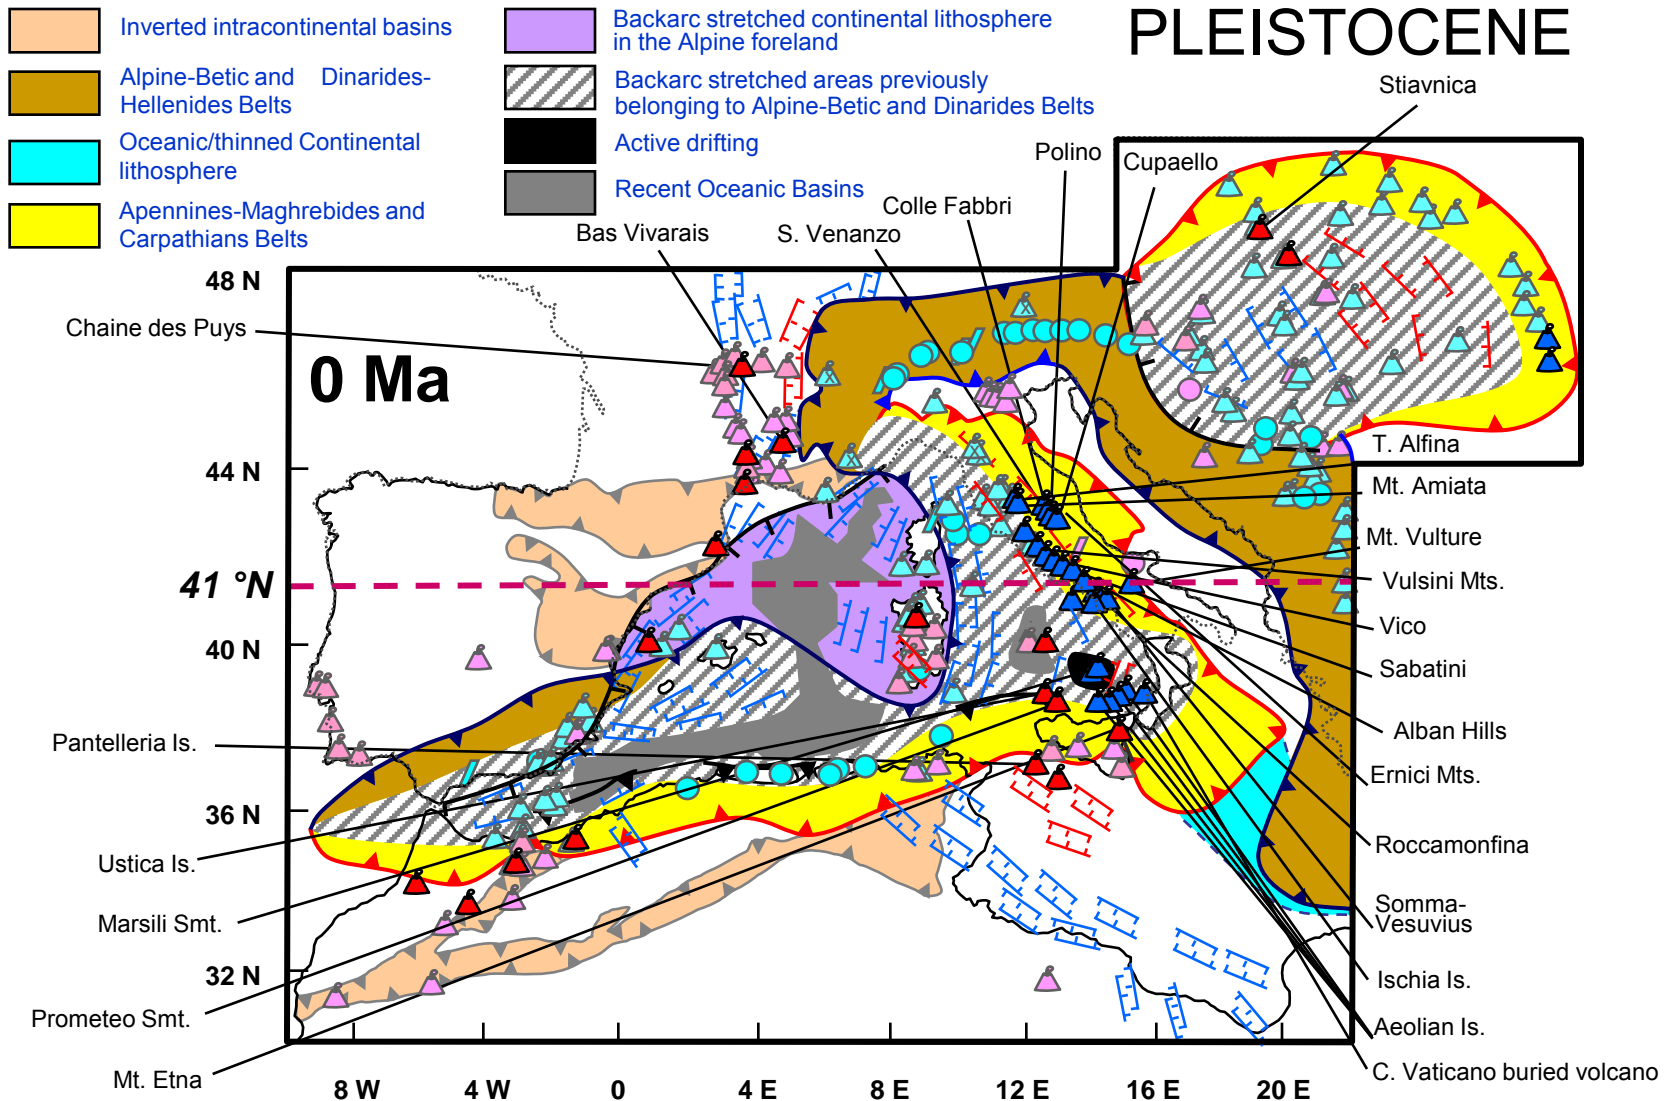 PLEISTOCENE
Inverted intracontinental basins
Alpine-Betic and Dinarides-
Hellenides Belts
Oceanic/thinned Continental
lithosphere
Apennines-Maghrebides and
Carpathians Belts
Backarc stretched continental lithosphere
in the Alpine foreland
Backarc stretched areas previously
belonging to Alpine-Betic and Dinarides Belts
Active drifting
Recent Oceanic Basins
Stiavnica
Polino
Cupaello
Colle Fabbri
S. Venanzo
Bas Vivarais
Chaine des Puys
48 N
0 Ma
44 N
41 °N
40 N
36 N
32 N
T. Alfina
Mt. Amiata
Mt. Vulture
Vulsini Mts.
Vico
Sabatini
Alban Hills
Ernici Mts.
Roccamonfina
Somma-
Vesuvius
Ischia Is.
Aeolian Is.
C. Vaticano buried volcano
Pantelleria Is.
Ustica Is.
Marsili Smt.
Prometeo Smt.
Mt. Etna
8 W
4 W
0
4 E
8 E
12 E
16 E
20 E